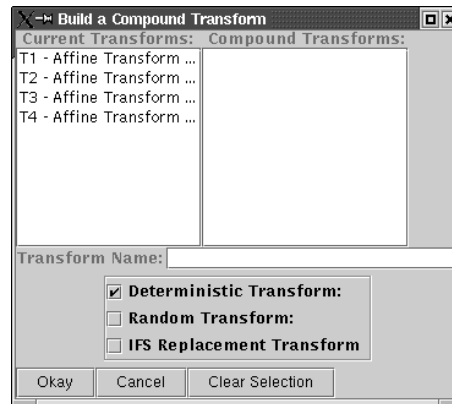 Build a Compound Transform
Current Transforms: Compound Transforms:
T1 - Affine Transform ...
T2 - Affine Transform ...
T3 - Affine Transform ...
T4 - Affine Transform ...
Transform Name:
Deterministic Transform:
Random Transform:
IFS Replacement Transform
Okay Cancel Clear Selection